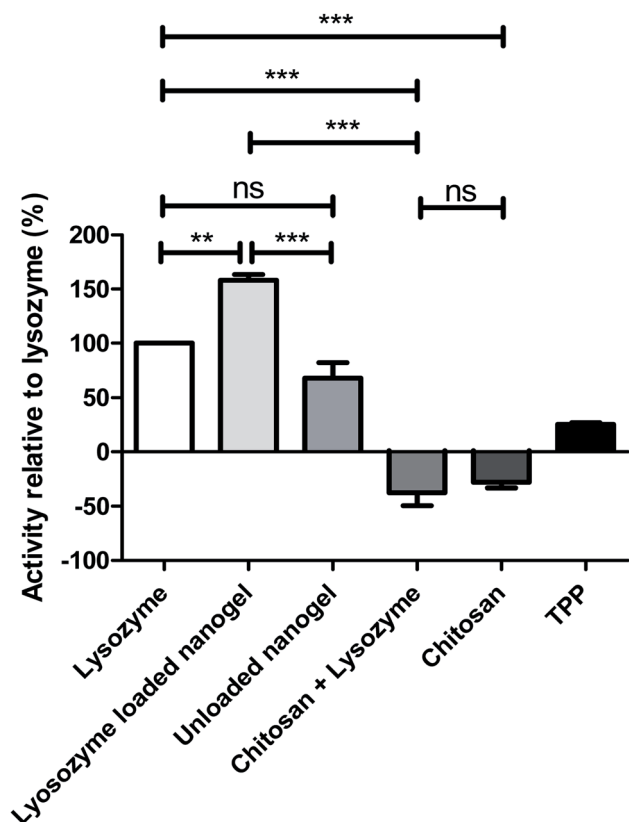 ***
***
***
ns
ns
**
***
Activity relative to lysozyme (%)
200
150
100
50
0
-50
-100
Lysozyme
Lyosozyme loaded nanogel
Unloaded nanogel
Chitosan + Lysozyme
Chitosan
TPP